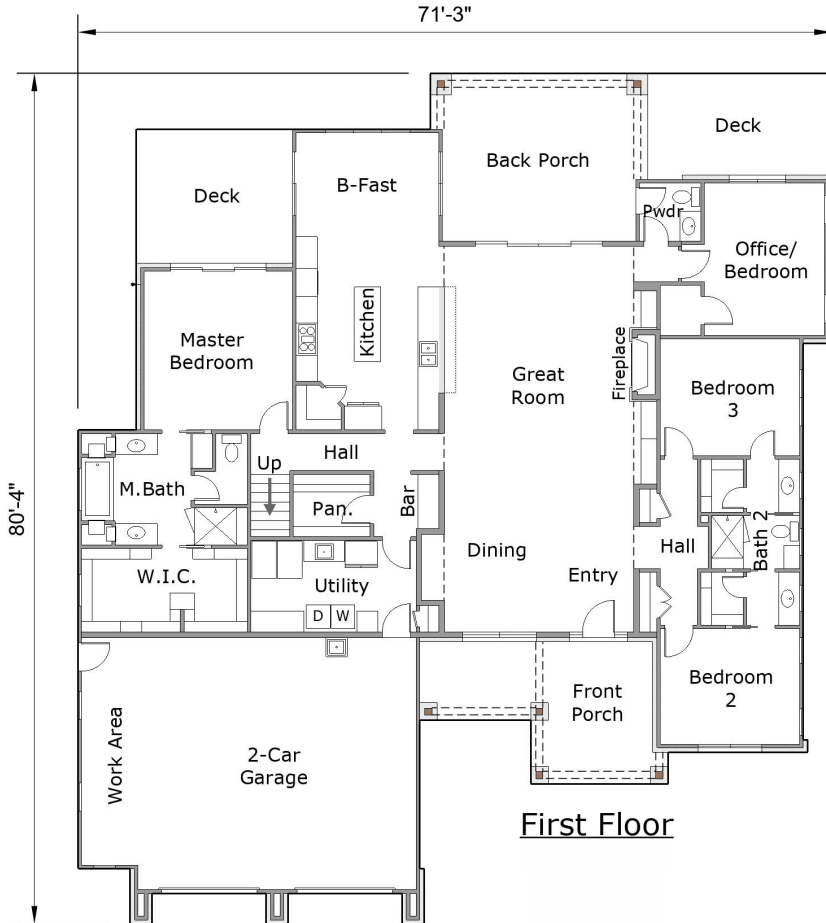 71'-3"
Deck
Back Porch
B-Fast
Deck
Pwdr
Office/
Bedroom
Kitchen
Master
Bedroom
Great
Room
Fireplace
Bedroom
3
80'-4"
Hall
Up
M.Bath
Pan.
Bar
Dining
Hall
Bath 2
W.I.C.
Utility
Entry
D W
Bedroom
2
Front
Porch
Work Area
2-Car
Garage
First Floor